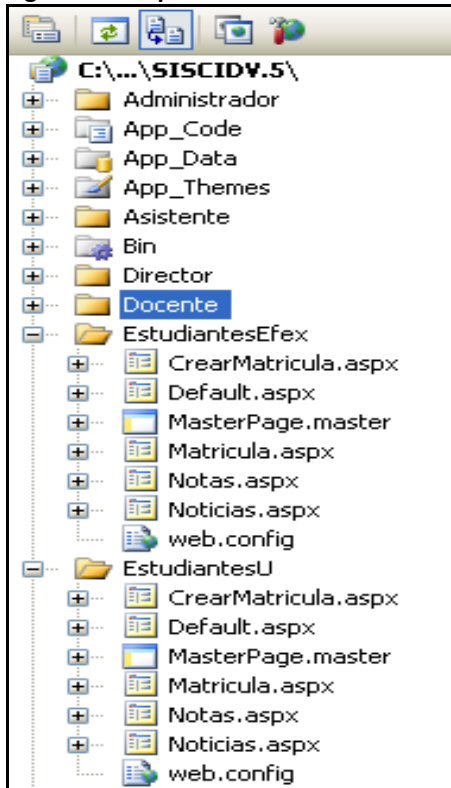 C:\...\SISCIDV.5\
Administrador
App_Code
App_Data
App_Themes
Asistente
Bin
Director
Docente
EstudiantesEfex
CrearMatricula.aspx
Default.aspx
MasterPage.master
Matricula.aspx
Notas.aspx
Noticias.aspx
web.config
EstudiantesU
CrearMatricula.aspx
Default.aspx
MasterPage.master
Matricula.aspx
Notas.aspx
Noticias.aspx
web.config